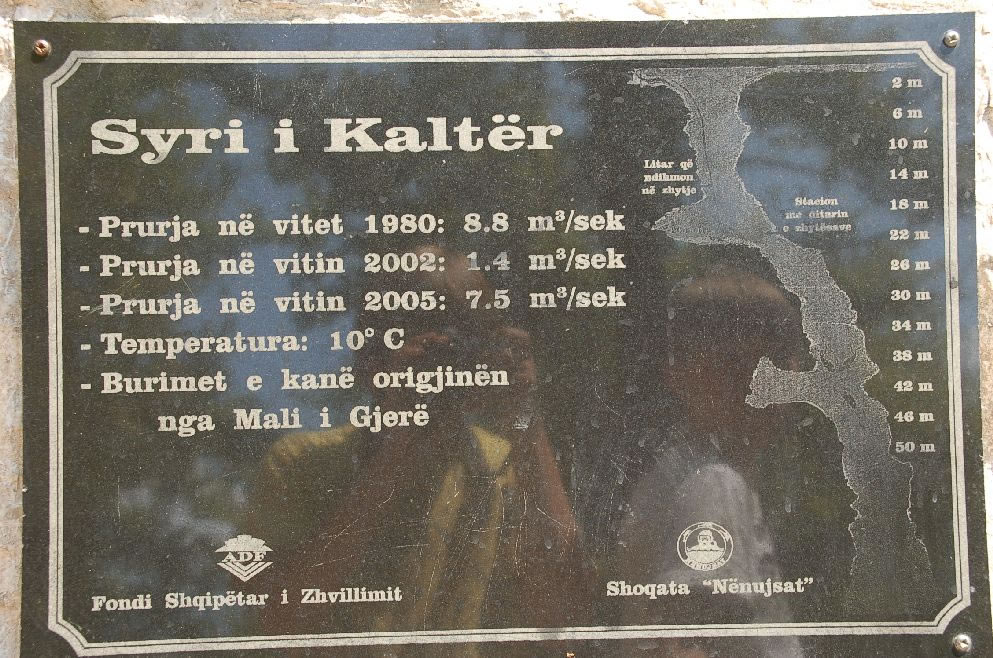 Syri i Kaltër
- Prurja në vitet 1980: 8.8 m³/sek
- Prurja në vitin 2002: 1.4 m³/sek
- Prurja në vitin 2005: 7.5 m³/sek
- Temperatura: 10° C
- Burimet e kanë origjinën
nga Mali i Gjerë
Litar që
ndihmon
në zhytje
Stacion
me ditarin
e zhytësave
2 m
6 m
10 m
14 m
18 m
22 m
26 m
30 m
34 m
38 m
42 m
46 m
50 m
ADF
Fondi Shqipëtar i Zhvillimit
Shoqata "Nënujsat"